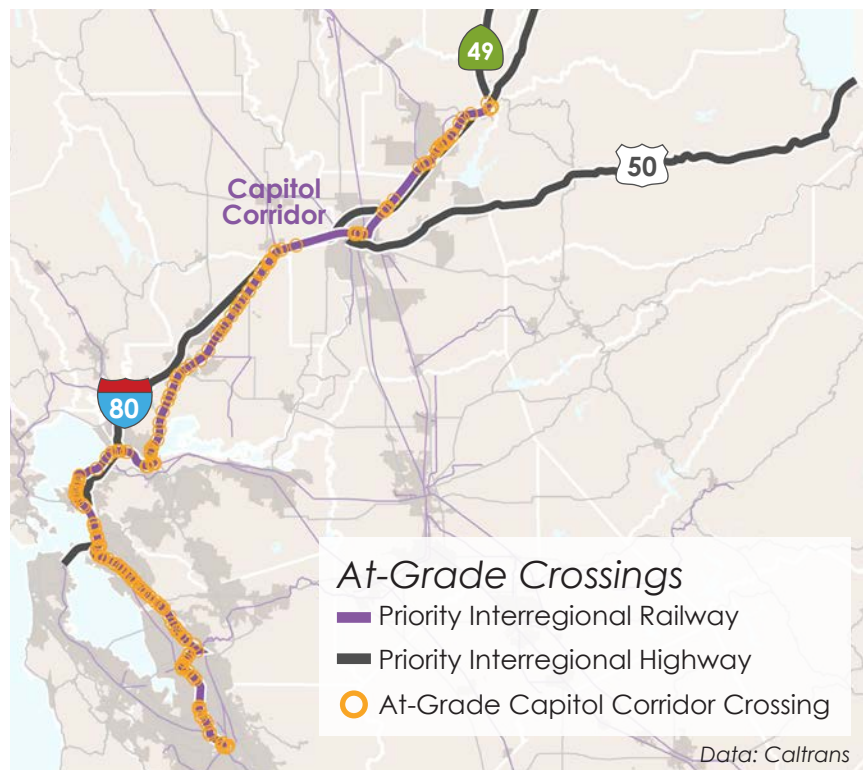 49
50
Capitol
Corridor
80
At-Grade Crossings
Priority Interregional Railway
Priority Interregional Highway
At-Grade Capitol Corridor Crossing
Data: Caltrans